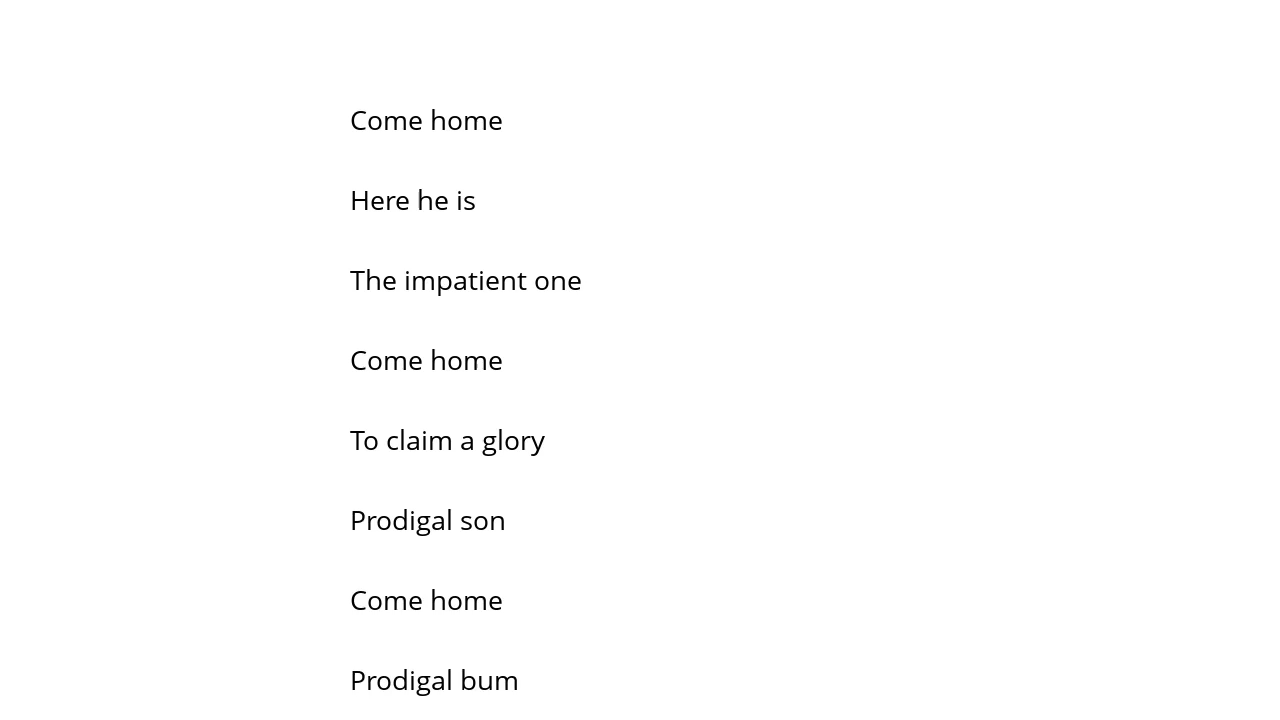 Come home
Here he is
The impatient one
Come home
To claim a glory
Prodigal son
Come home
Prodigal bum